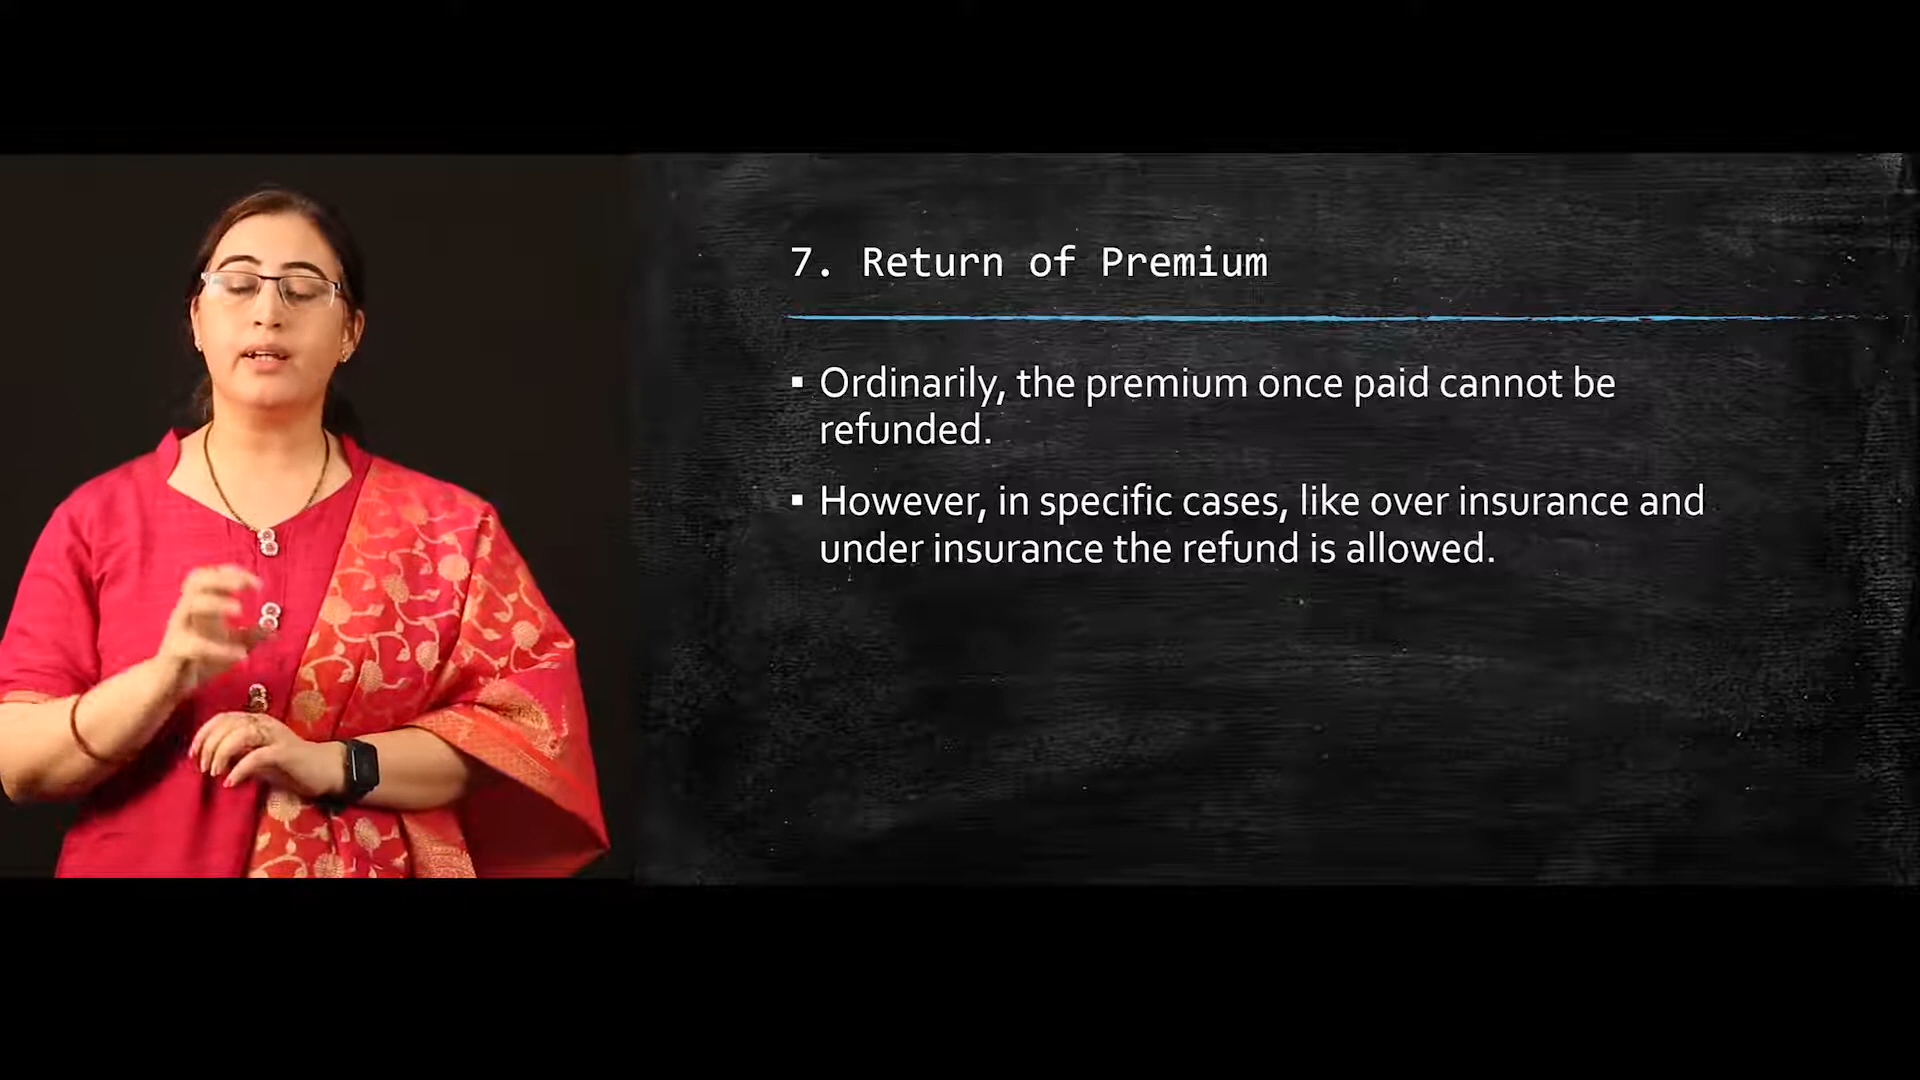 7. Return of Premium
▪ Ordinarily, the premium once paid cannot be
refunded.
▪ However, in specific cases, like over insurance and
under insurance the refund is allowed.